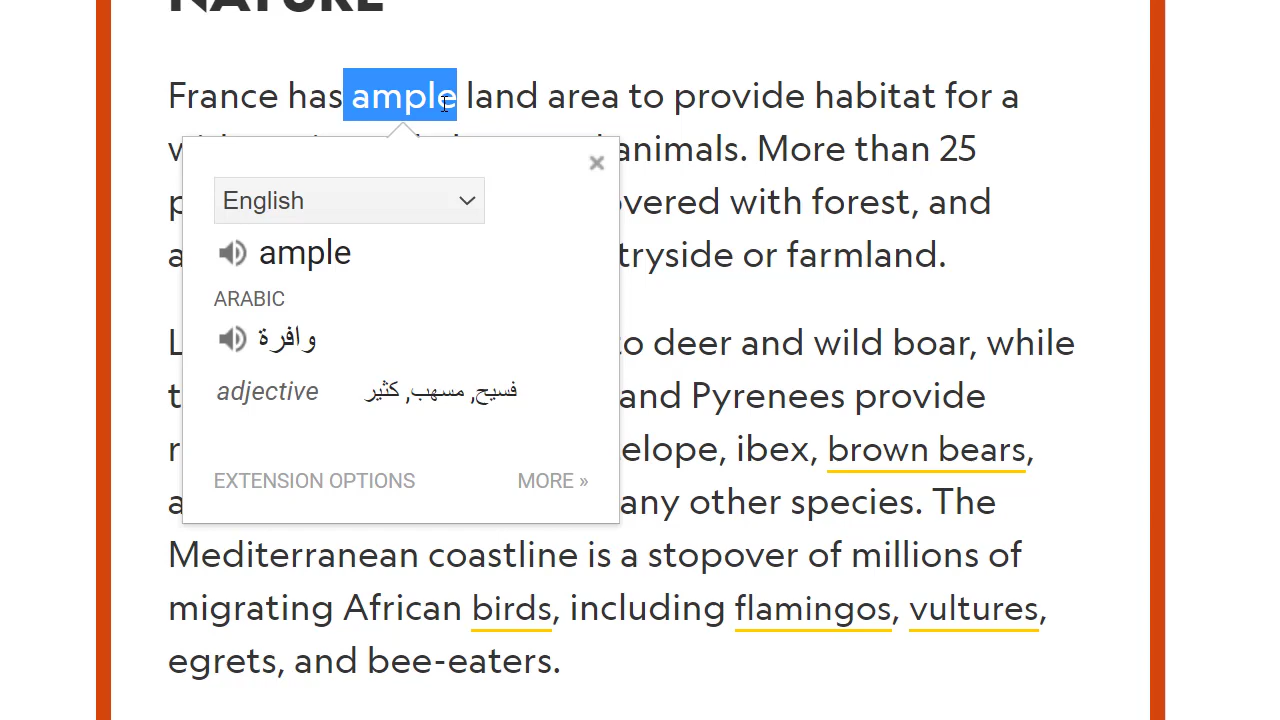 NATURE
France has ample land area to provide habitat for a
animals. More than 25
covered with forest, and
tryside or farmland.
×
English
ample
ARABIC
وافرة
adjective فسيح, مسهب, كثير
EXTENSION OPTIONS MORE »
to deer and wild boar, while
and Pyrenees provide
elope, ibex, brown bears,
any other species. The
Mediterranean coastline is a stopover of millions of
migrating African birds, including flamingos, vultures,
egrets, and bee-eaters.